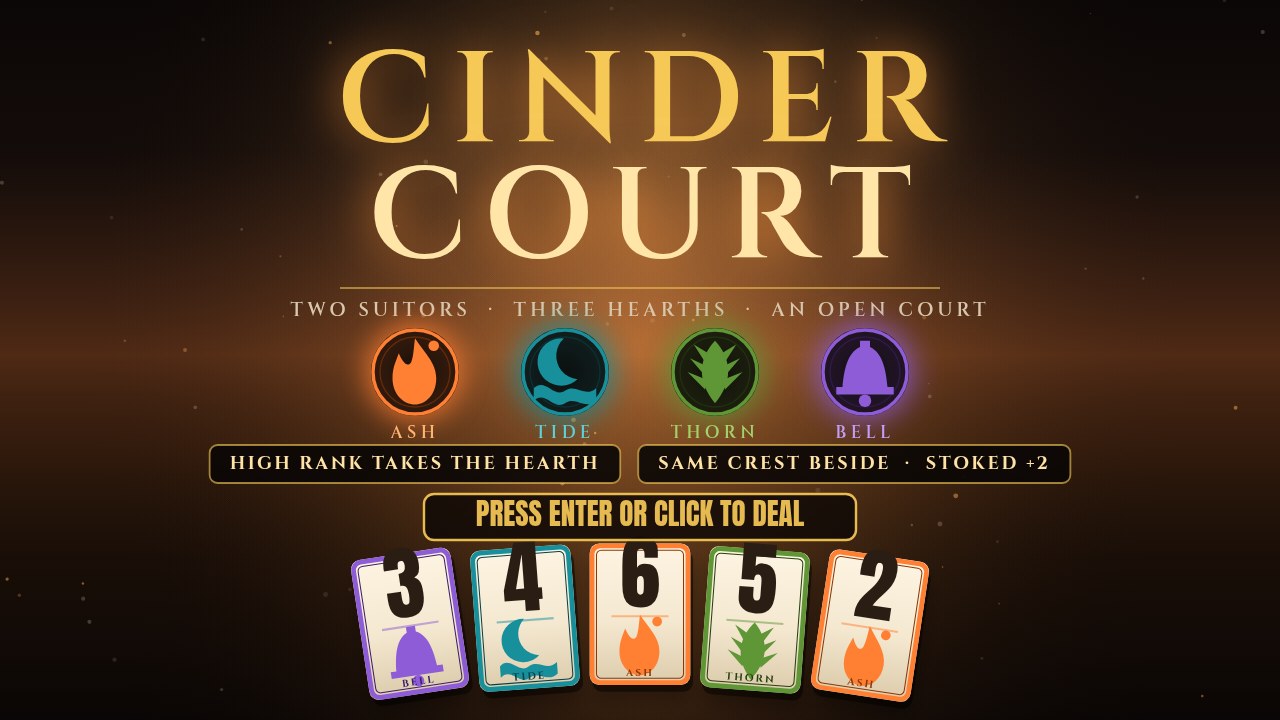 CINDER
COURT
TWO SUITORS · THREE HEARTHS · AN OPEN COURT
ASH
TIDE
THORN
BELL
HIGH RANK TAKES THE HEARTH
SAME CREST BESIDE · STOKED +2
PRESS ENTER OR CLICK TO DEAL
3
BELL
4
TIDE
6
ASH
5
THORN
2
ASH